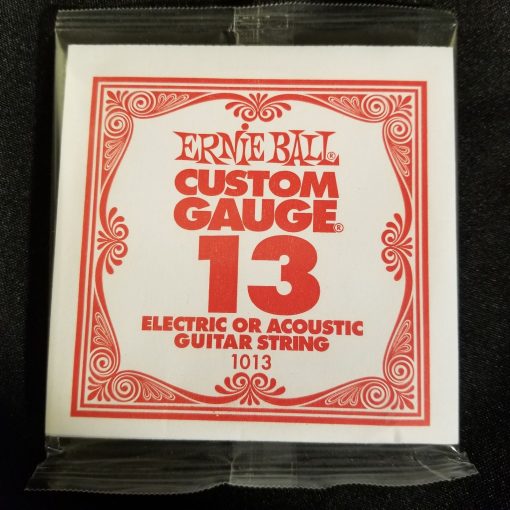 ERNIE BALL®
CUSTOM
GAUGE®
13
ELECTRIC OR ACOUSTIC
GUITAR STRING
1013